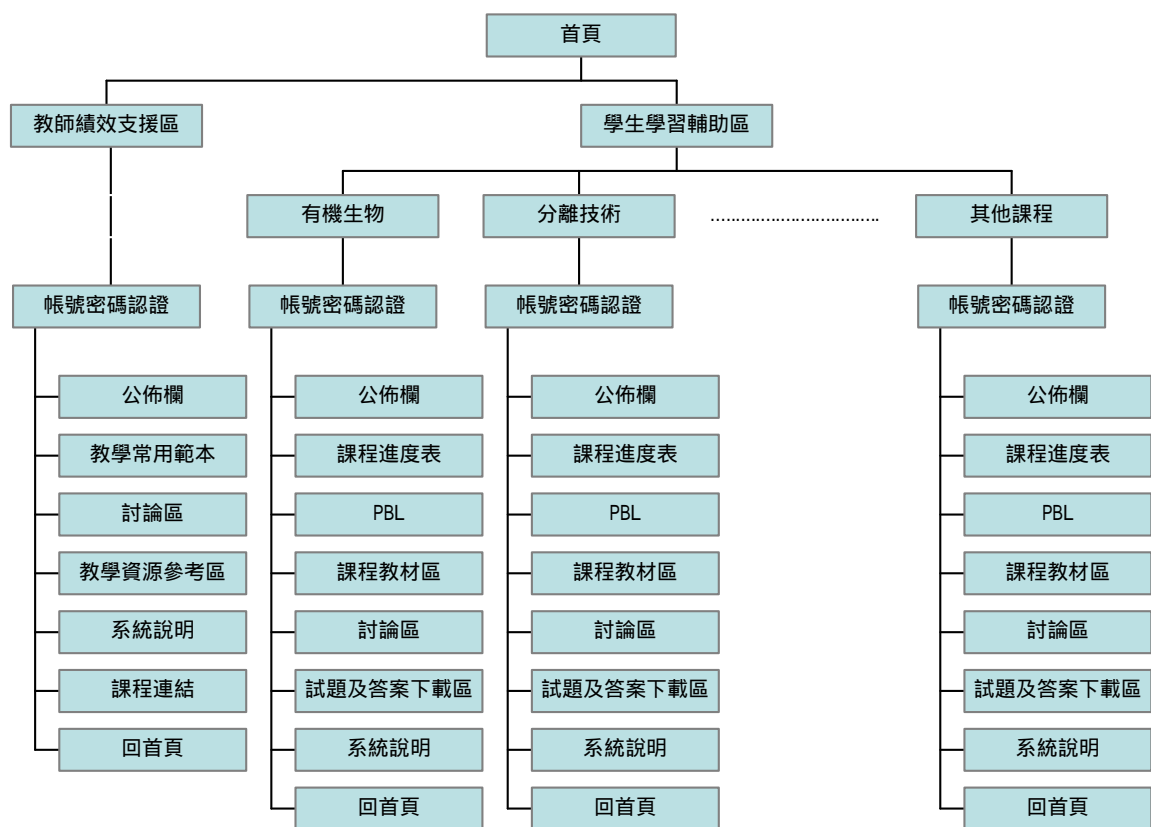 首頁
教師績效支援區
學生學習輔助區
有機生物
分離技術
................................
其他課程
帳號密碼認證
帳號密碼認證
帳號密碼認證
帳號密碼認證
公佈欄
公佈欄
公佈欄
公佈欄
教學常用範本
課程進度表
課程進度表
課程進度表
討論區
PBL
PBL
PBL
教學資源參考區
課程教材區
課程教材區
課程教材區
系統說明
討論區
討論區
討論區
課程連結
試題及答案下載區
試題及答案下載區
試題及答案下載區
回首頁
系統說明
系統說明
系統說明
回首頁
回首頁
回首頁